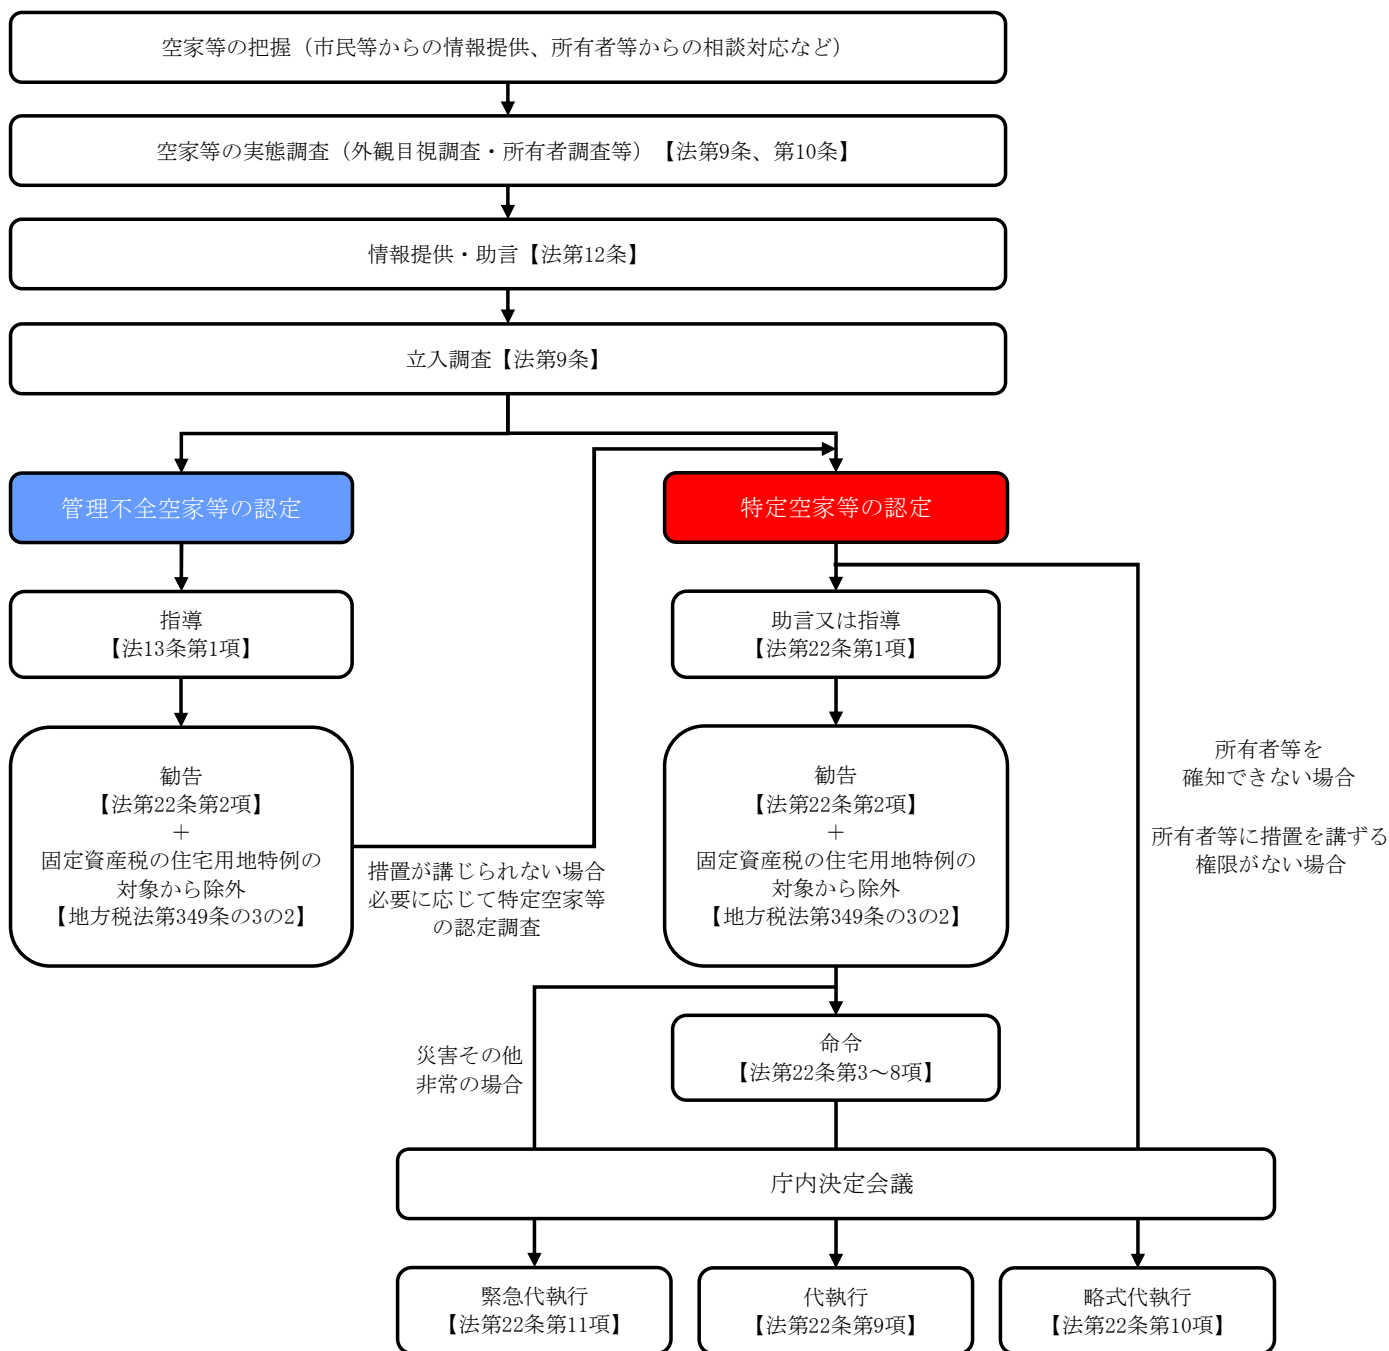 空家等の把握（市民等からの情報提供、所有者等からの相談対応など）
空家等の実態調査（外観目視調査・所有者調査等）【法第9条、第10条】
情報提供・助言【法第12条】
立入調査【法第9条】
管理不全空家等の認定
特定空家等の認定
指導
【法13条第1項】
助言又は指導
【法第22条第1項】
勧告
【法第22条第2項】
＋
固定資産税の住宅用地特例の
対象から除外
【地方税法第349条の3の2】
措置が講じられない場合
必要に応じて特定空家等
の認定調査
勧告
【法第22条第2項】
＋
固定資産税の住宅用地特例の
対象から除外
【地方税法第349条の3の2】
所有者等を
確知できない場合
所有者等に措置を講ずる
権限がない場合
災害その他
非常の場合
命令
【法第22条第3～8項】
庁内決定会議
緊急代執行
【法第22条第11項】
代執行
【法第22条第9項】
略式代執行
【法第22条第10項】